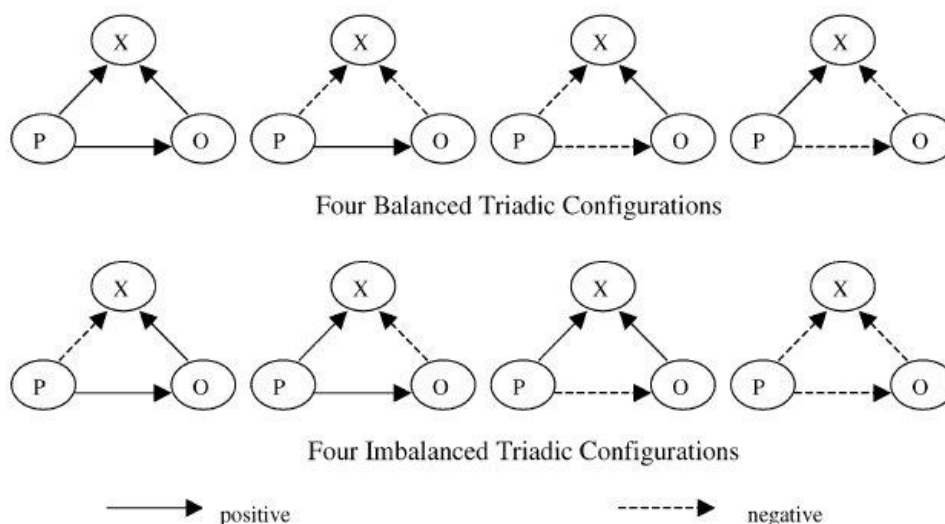 X X X X
P O P O P O P O
Four Balanced Triadic Configurations
X X X X
P O P O P O P O
Four Imbalanced Triadic Configurations
positive negative